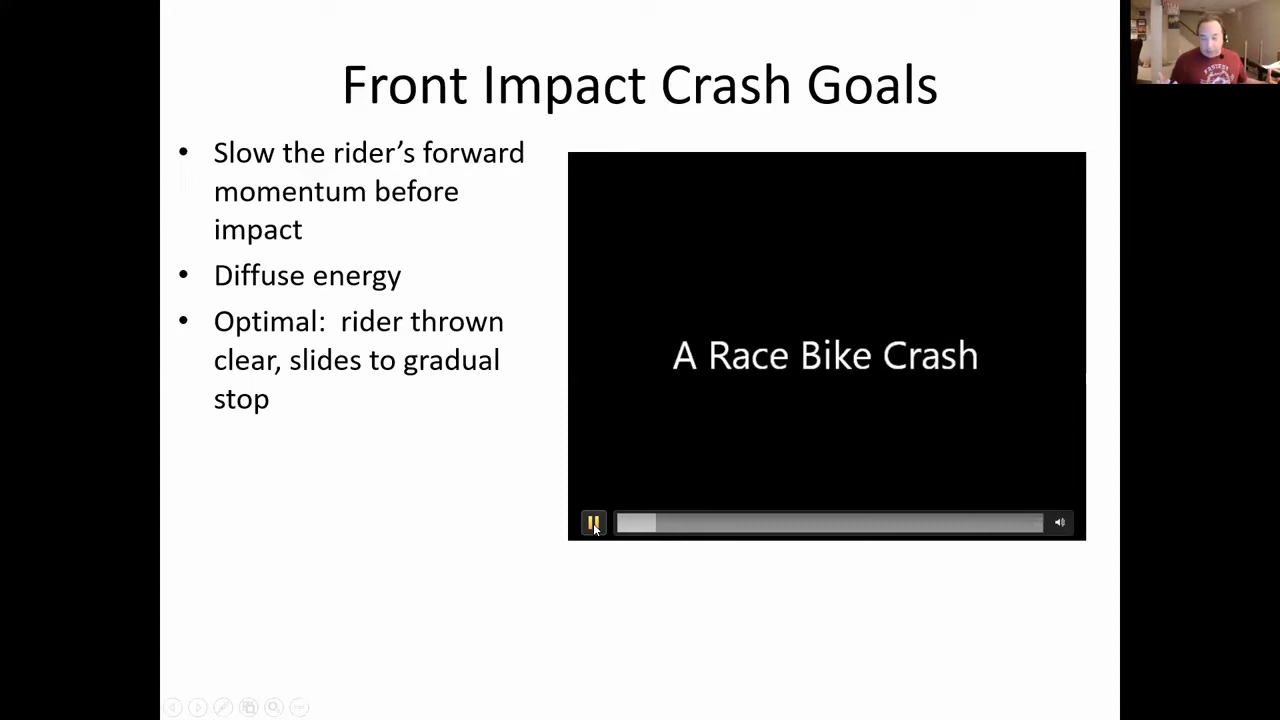 Front Impact Crash Goals
• Slow the rider’s forward
momentum before
impact
• Diffuse energy
• Optimal:  rider thrown
clear, slides to gradual
stop
A Race Bike Crash